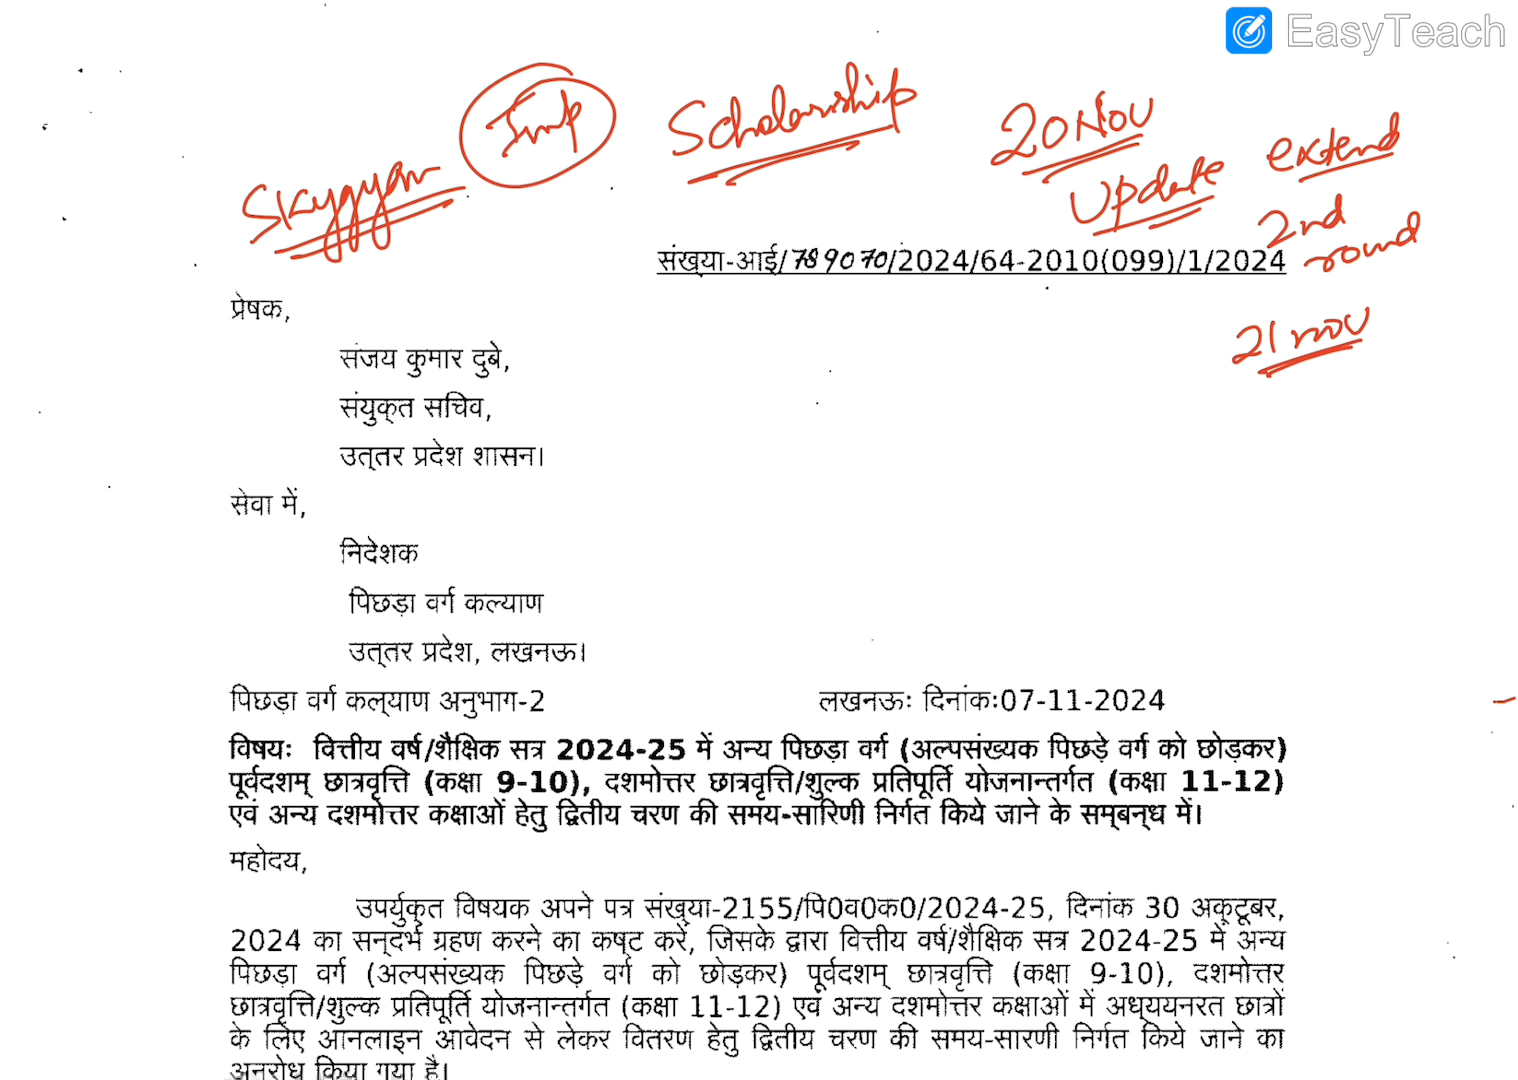 EasyTeach
Skygyan Imp Scholarship 20 Nov
Update extend
2nd
round
21 nov
संख्या-आई/789070/2024/64-2010(099)/1/2024
प्रेषक,
संजय कुमार दुबे,
संयुक्त सचिव,
उत्तर प्रदेश शासन।
सेवा में,
निदेशक
पिछड़ा वर्ग कल्याण
उत्तर प्रदेश, लखनऊ।
पिछड़ा वर्ग कल्याण अनुभाग-2 लखनऊः दिनांकः07-11-2024
विषयः वित्तीय वर्ष/शैक्षिक सत्र 2024-25 में अन्य पिछड़ा वर्ग (अल्पसंख्यक पिछड़े वर्ग को छोड़कर)
पूर्वदशम् छात्रवृत्ति (कक्षा 9-10), दशमोत्तर छात्रवृत्ति/शुल्क प्रतिपूर्ति योजनान्तर्गत (कक्षा 11-12)
एवं अन्य दशमोत्तर कक्षाओं हेतु द्वितीय चरण की समय-सारिणी निर्गत किये जाने के सम्बन्ध में।
महोदय,
उपर्युक्त विषयक अपने पत्र संख्या-2155/पि0व0क0/2024-25, दिनांक 30 अक्टूबर,
2024 का सन्दर्भ ग्रहण करने का कष्ट करें, जिसके द्वारा वित्तीय वर्ष/शैक्षिक सत्र 2024-25 में अन्य
पिछड़ा वर्ग (अल्पसंख्यक पिछड़े वर्ग को छोड़कर) पूर्वदशम् छात्रवृत्ति (कक्षा 9-10), दशमोत्तर
छात्रवृत्ति/शुल्क प्रतिपूर्ति योजनान्तर्गत (कक्षा 11-12) एवं अन्य दशमोत्तर कक्षाओं में अध्ययनरत छात्रों
के लिए आनलाइन आवेदन से लेकर वितरण हेतु द्वितीय चरण की समय-सारणी निर्गत किये जाने का
अनुरोध किया गया है।